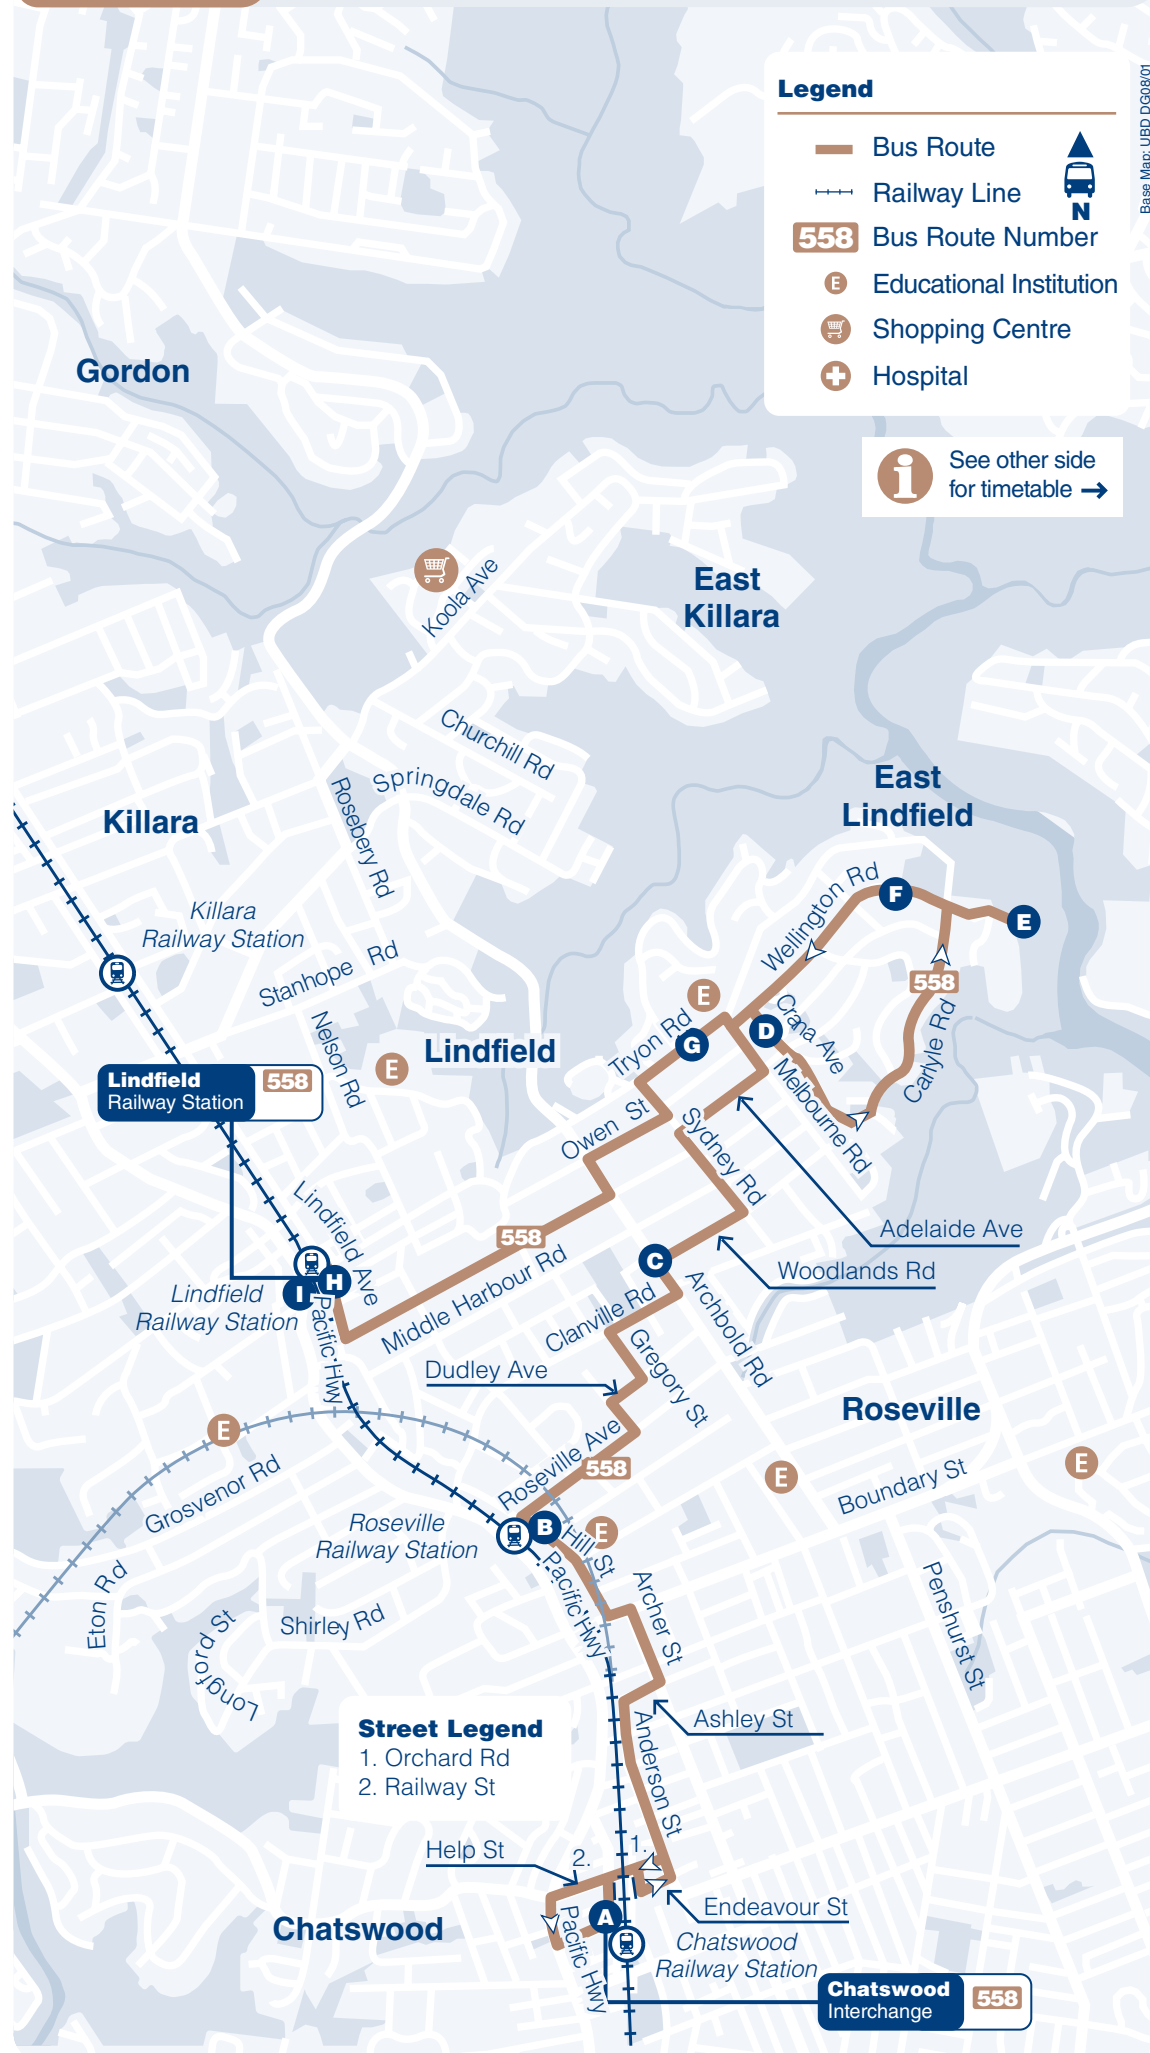 Legend
Bus Route
Railway Line
N
558 Bus Route Number
E Educational Institution
Shopping Centre
Hospital
Base Map: UBD DG08/01
i
See other side
for timetable →
Gordon
Koola Ave
East
Killara
Churchill Rd
Springdale Rd
Rosebery Rd
Killara
East
Lindfield
Killara
Railway Station
Stanhope Rd
Nelson Rd
E
Lindfield
Wellington Rd
F
E
558
E
Tryon Rd
G
D
Crana Ave
Melbourne Rd
Carlyle Rd
Lindfield
Railway Station
558
Owen St
Sydney Rd
Adelaide Ave
Lindfield Ave
558
Middle Harbour Rd
C
Woodlands Rd
I
H
Lindfield
Railway Station
Pacific Hwy
Clanville Rd
Archbold Rd
Gregory St
Dudley Ave
Roseville
E
Grosvenor Rd
Roseville Ave
558
E
E
Boundary St
Roseville
Railway Station
B
Hill St
E
Pacific Hwy
Archer St
Penshurst St
Eton Rd
Longford St
Shirley Rd
Ashley St
Anderson St
Street Legend
1. Orchard Rd
2. Railway St
Help St
2.
1.
Endeavour St
A
Chatswood
Pacific Hwy
Chatswood
Railway Station
Chatswood
Interchange
558